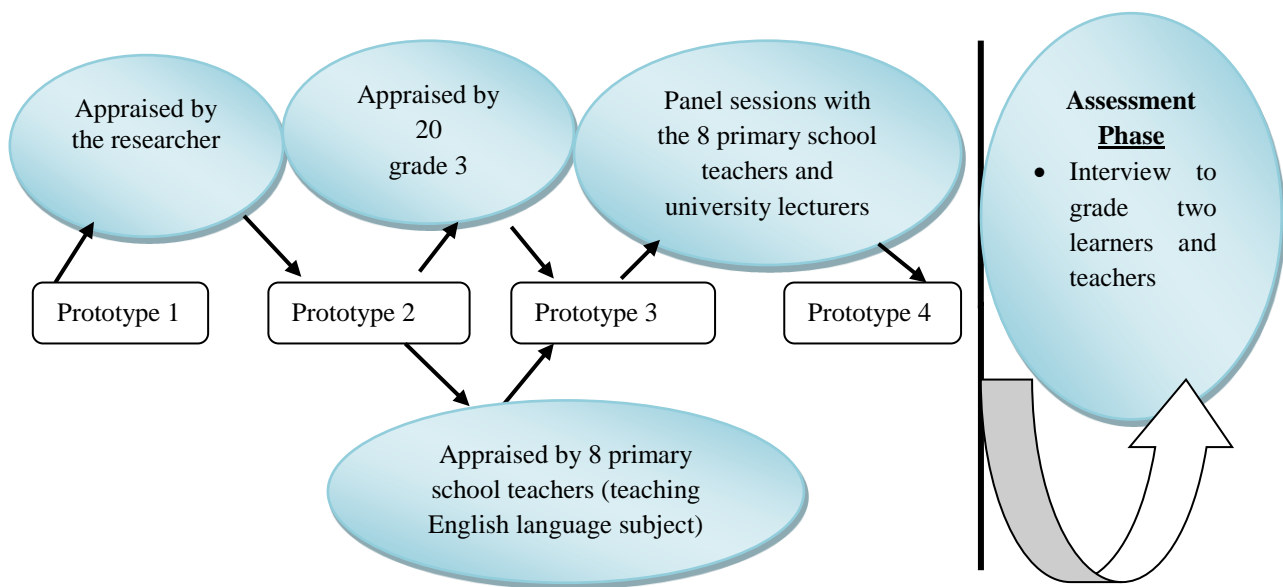 Appraised by
the researcher
Appraised by
20
grade 3
Panel sessions with
the 8 primary school
teachers and
university lecturers
Assessment
Phase
• Interview to
grade two
learners and
teachers
Prototype 1
Prototype 2
Prototype 3
Prototype 4
Appraised by 8 primary
school teachers (teaching
English language subject)